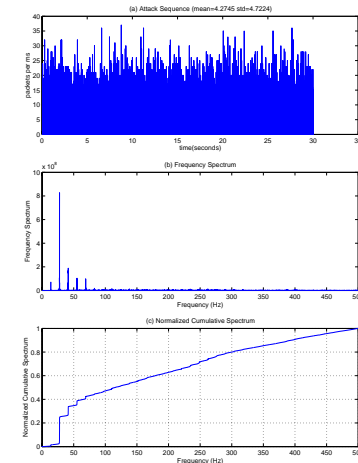 (a) Attack Sequence (mean=4.2745 std=4.7224)
40
35
30
25
20
15
10
5
0
packets per ms
0 5 10 15 20 25 30 35
time(seconds)
(b) Frequency Spectrum
x 10
10
8
6
4
2
0
Frequency Spectrum
0 50 100 150 200 250 300 350 400 450 500
Frequency (Hz)
(c) Normalized Cumulative Spectrum
1
0.8
0.6
0.4
0.2
0
Normalized Cumulative Spectrum
0 50 100 150 200 250 300 350 400 450 500
Frequency (Hz)